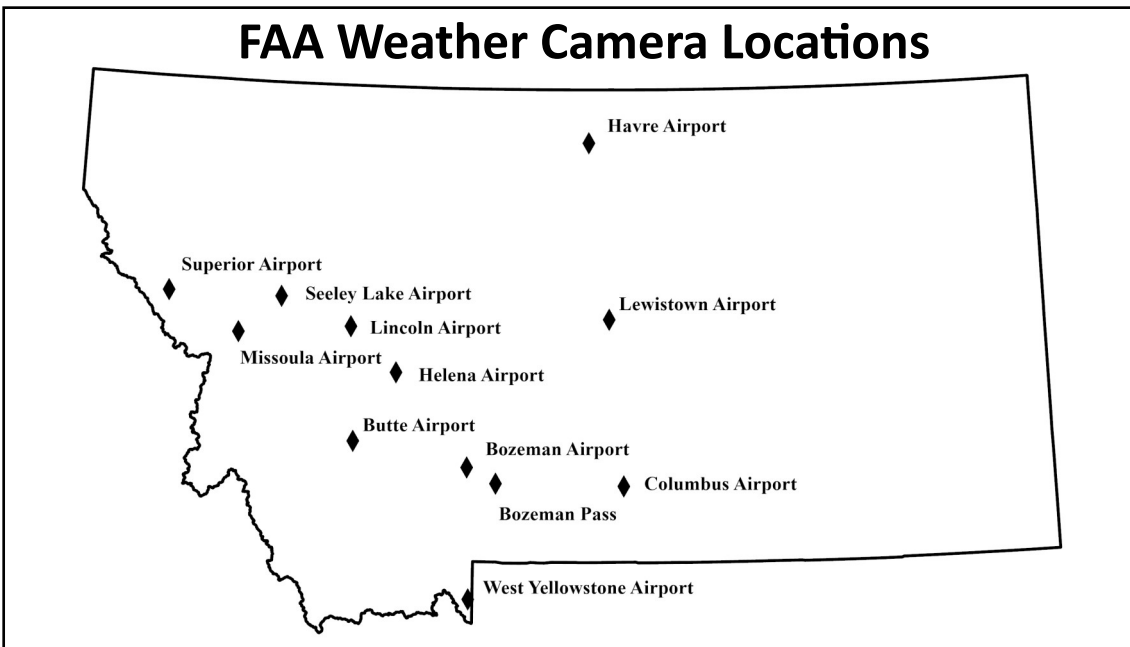 FAA Weather Camera Locations
Havre Airport
Superior Airport
Seeley Lake Airport
Lewistown Airport
Lincoln Airport
Missoula Airport
Helena Airport
Butte Airport
Bozeman Airport
Columbus Airport
Bozeman Pass
West Yellowstone Airport